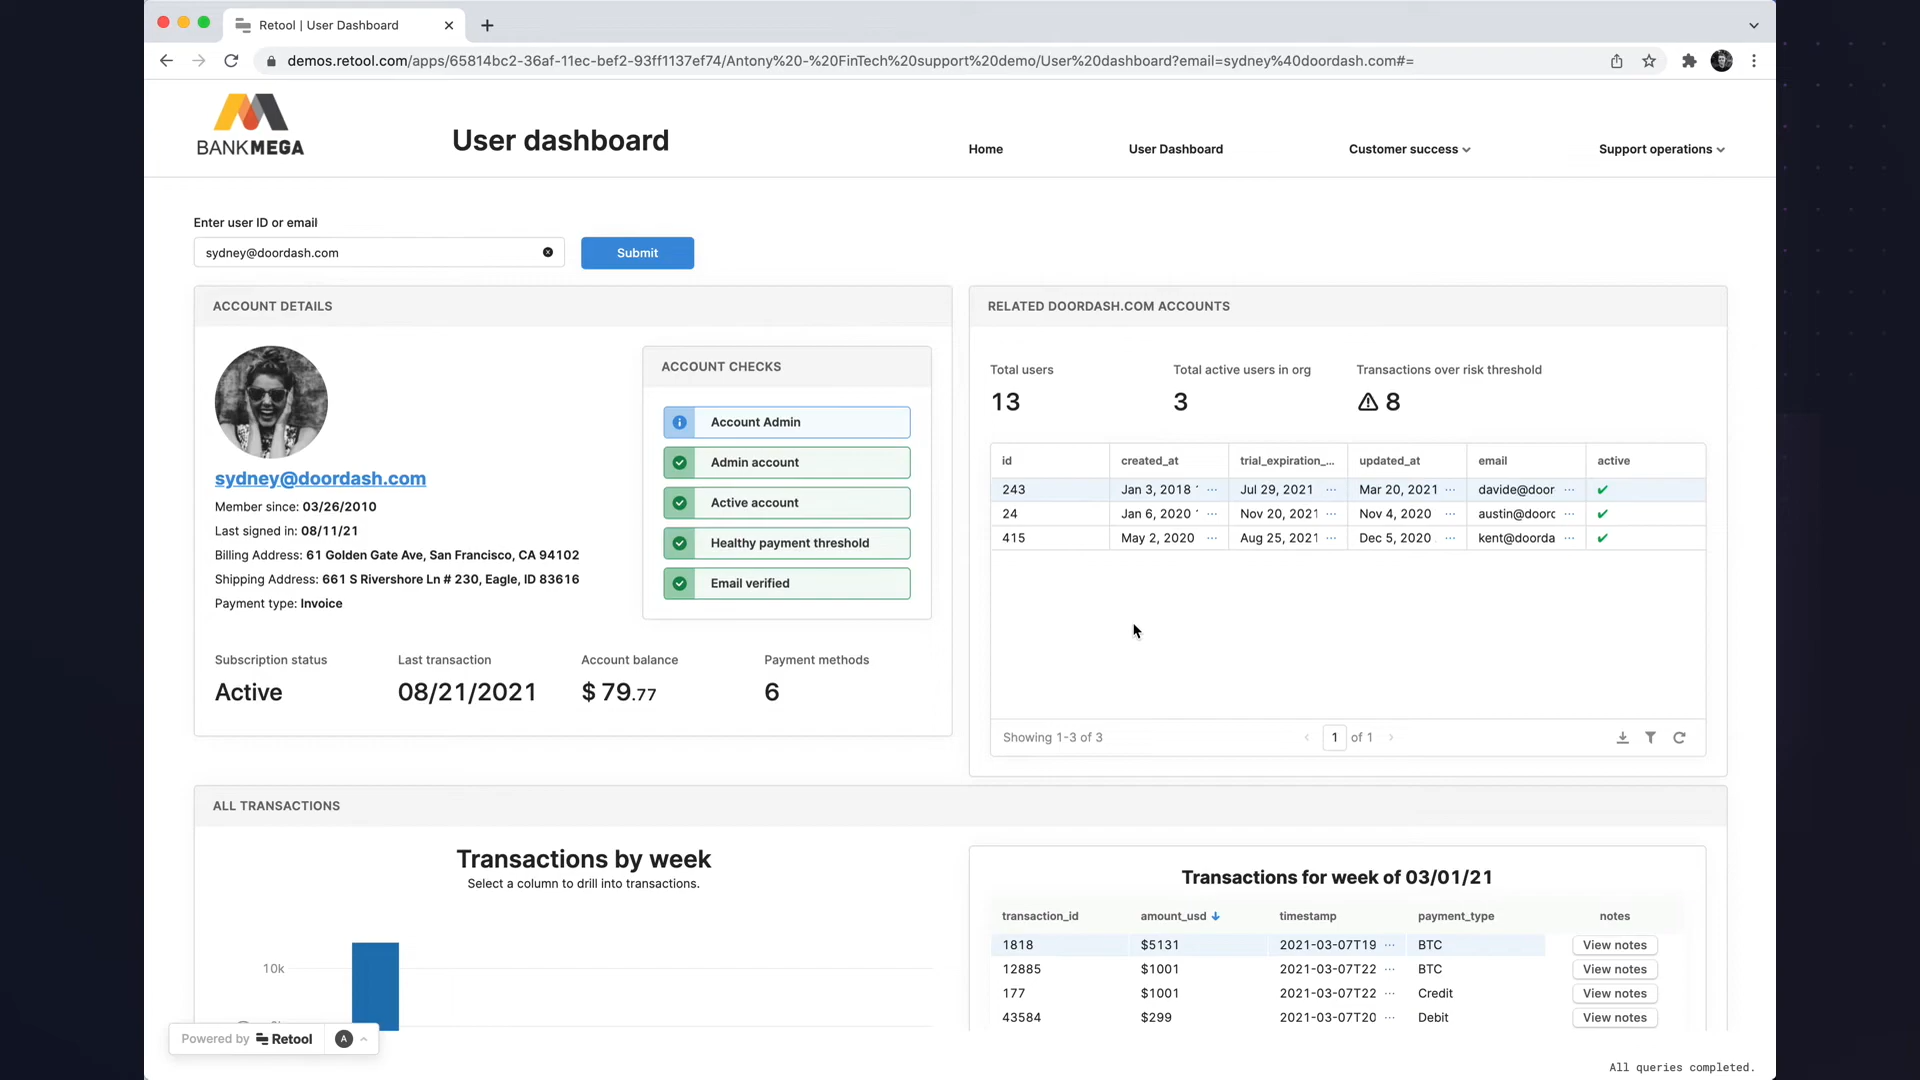 Retool | User Dashboard
demos.retool.com/apps/65814bc2-36af-11ec-bef2-93ff1137ef74/Antony%20-%20FinTech%20support%20demo/User%20dashboard?email=sydney%40doordash.com#=
BANKMEGA
User dashboard
Home
User Dashboard
Customer success
Support operations
Enter user ID or email
sydney@doordash.com
Submit
ACCOUNT DETAILS
sydney@doordash.com
Member since: 03/26/2010
Last signed in: 08/11/21
Billing Address: 61 Golden Gate Ave, San Francisco, CA 94102
Shipping Address: 661 S Rivershore Ln # 230, Eagle, ID 83616
Payment type: Invoice
ACCOUNT CHECKS
Account Admin
Admin account
Active account
Healthy payment threshold
Email verified
Subscription status
Active
Last transaction
08/21/2021
Account balance
$ 79.77
Payment methods
6
RELATED DOORDASH.COM ACCOUNTS
Total users
13
Total active users in org
3
Transactions over risk threshold
8
id created_at trial_expiration_... updated_at email active
243 Jan 3, 2018 ··· Jul 29, 2021 ··· Mar 20, 2021 ··· davide@door ···
24 Jan 6, 2020 ··· Nov 20, 2021 ··· Nov 4, 2020 ··· austin@doorc ···
415 May 2, 2020 ··· Aug 25, 2021 ··· Dec 5, 2020 ··· kent@doorda ···
Showing 1-3 of 3
1 of 1
ALL TRANSACTIONS
Transactions by week
Select a column to drill into transactions.
10k
Transactions for week of 03/01/21
transaction_id amount_usd timestamp payment_type notes
1818 $5131 2021-03-07T19 ··· BTC View notes
12885 $1001 2021-03-07T22 ··· BTC View notes
177 $1001 2021-03-07T22 ··· Credit View notes
43584 $299 2021-03-07T20 ··· Debit View notes
Powered by Retool
A
All queries completed.